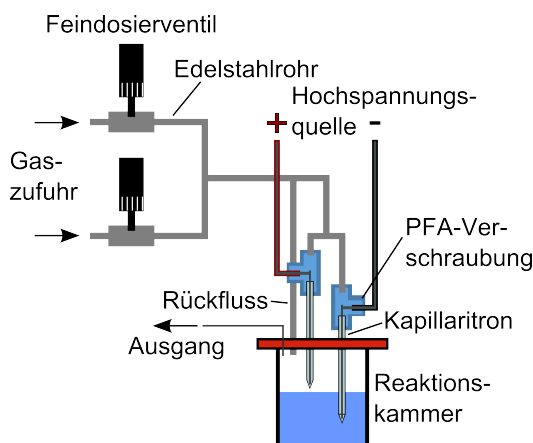 Feindosierventil
Edelstahlrohr
Hochspannungs-
+ quelle -
Gas-
zufuhr
PFA-Ver-
schraubung
Rückfluss
Kapillaritron
Ausgang
Reaktions-
kammer